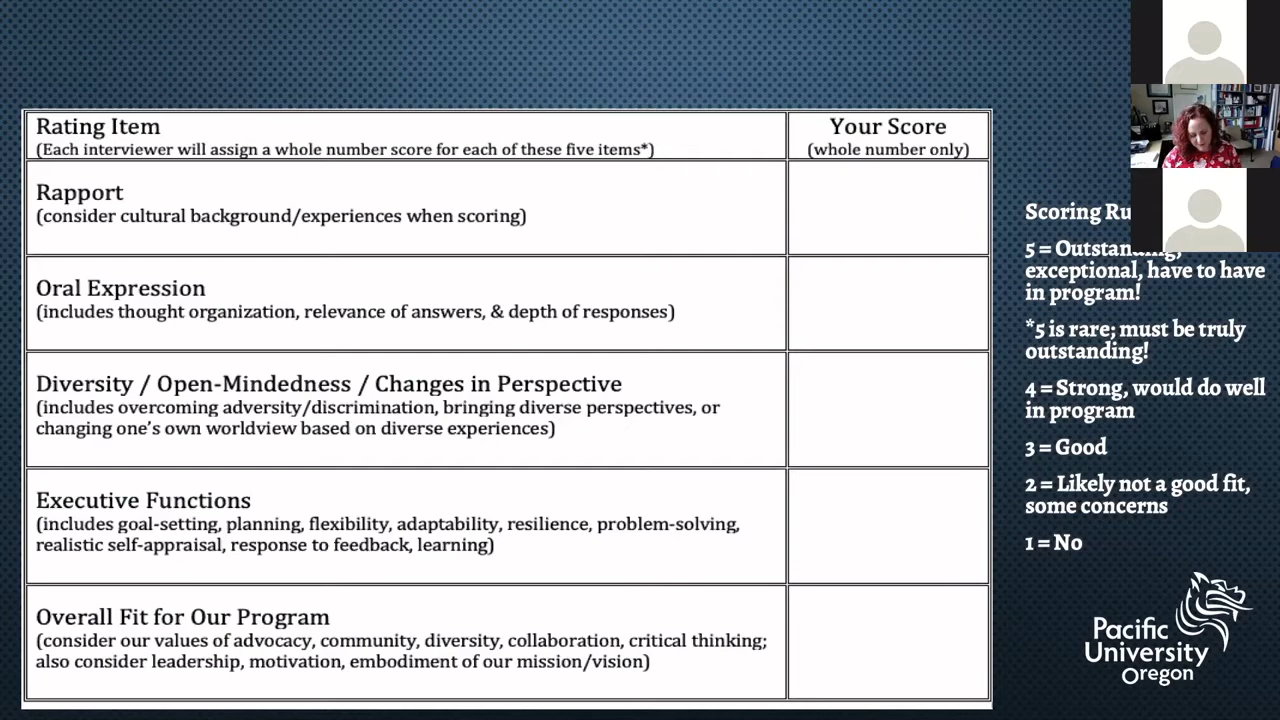 Rating Item
(Each interviewer will assign a whole number score for each of these five items*)
Your Score
(whole number only)
Rapport
(consider cultural background/experiences when scoring)
Oral Expression
(includes thought organization, relevance of answers, & depth of responses)
Diversity / Open-Mindedness / Changes in Perspective
(includes overcoming adversity/discrimination, bringing diverse perspectives, or
changing one's own worldview based on diverse experiences)
Executive Functions
(includes goal-setting, planning, flexibility, adaptability, resilience, problem-solving,
realistic self-appraisal, response to feedback, learning)
Overall Fit for Our Program
(consider our values of advocacy, community, diversity, collaboration, critical thinking;
also consider leadership, motivation, embodiment of our mission/vision)
Scoring
5 = Outstanding,
exceptional, have to have
in program!
*5 is rare; must be truly
outstanding!
4 = Strong, would do well
in program
3 = Good
2 = Likely not a good fit,
some concerns
1 = No
Pacific
University
Oregon